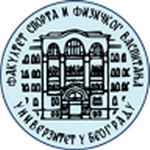 ФАКУЛТЕТ СПОРТА И ФИЗИЧКОГ ВАСПИТАЊА
УНИВЕРЗИТЕТ У БЕОГРАДУ